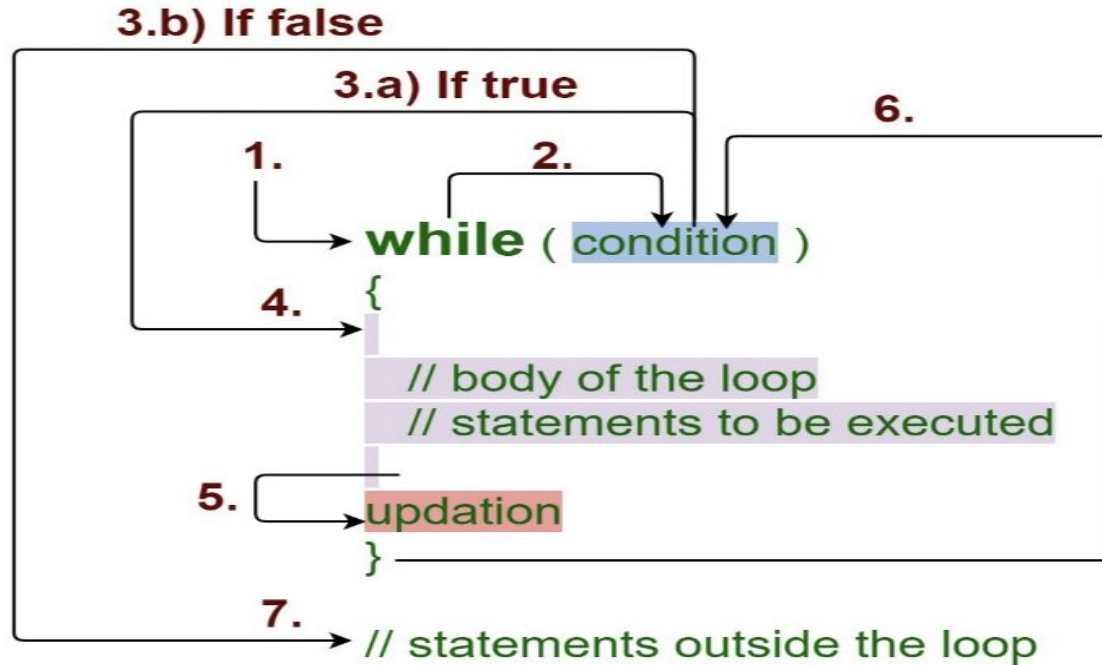 3.b) If false
3.a) If true
6.
1.
2.
while ( condition )
{
4.
// body of the loop
// statements to be executed
5.
updation
}
7.
// statements outside the loop